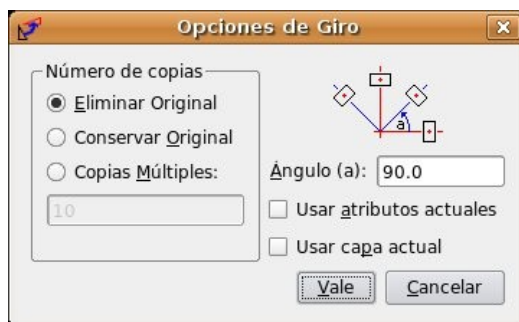 Opciones de Giro
Número de copias
Eliminar Original
Conservar Original
Copias Múltiples:
10
a
Ángulo (a): 90.0
Usar atributos actuales
Usar capa actual
Vale Cancelar